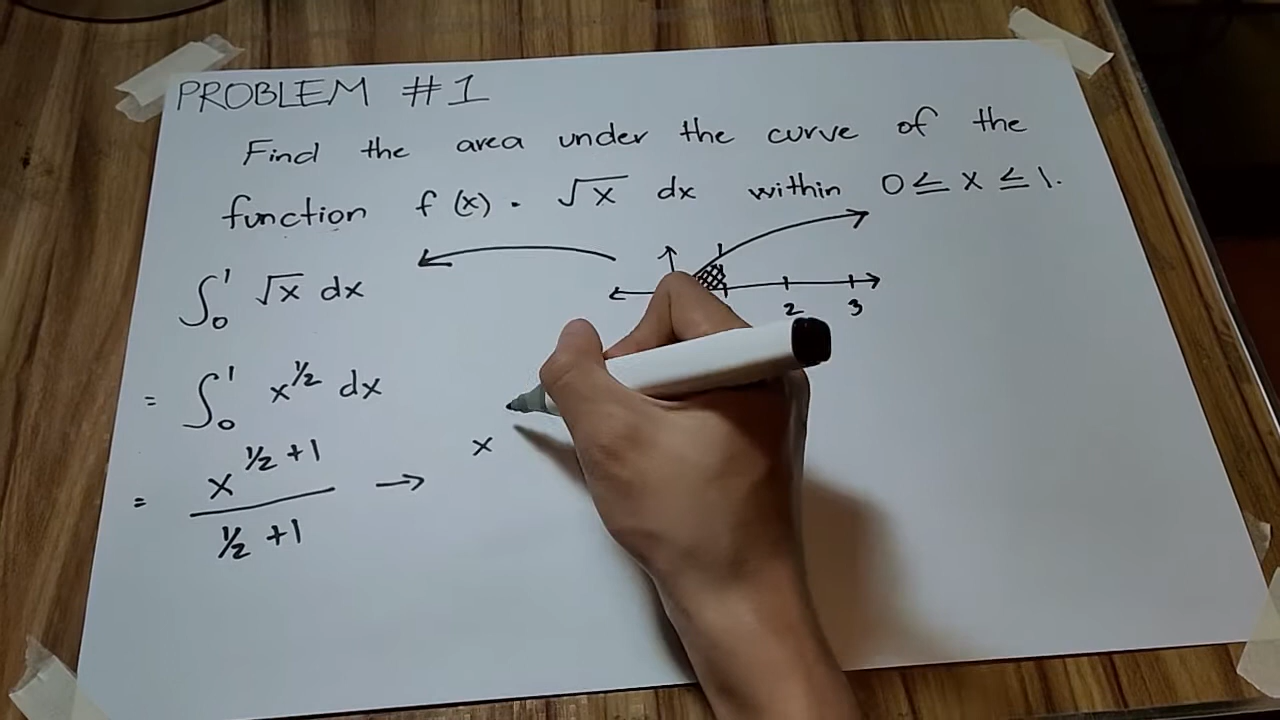 PROBLEM #1
Find the area under the curve of the
function f(x) . √x dx within 0 ≤ x ≤ 1.
∫₀¹ √x dx
1
2 3
= ∫₀¹ x^½ dx
= x^(½ +1) / (½ +1) → x